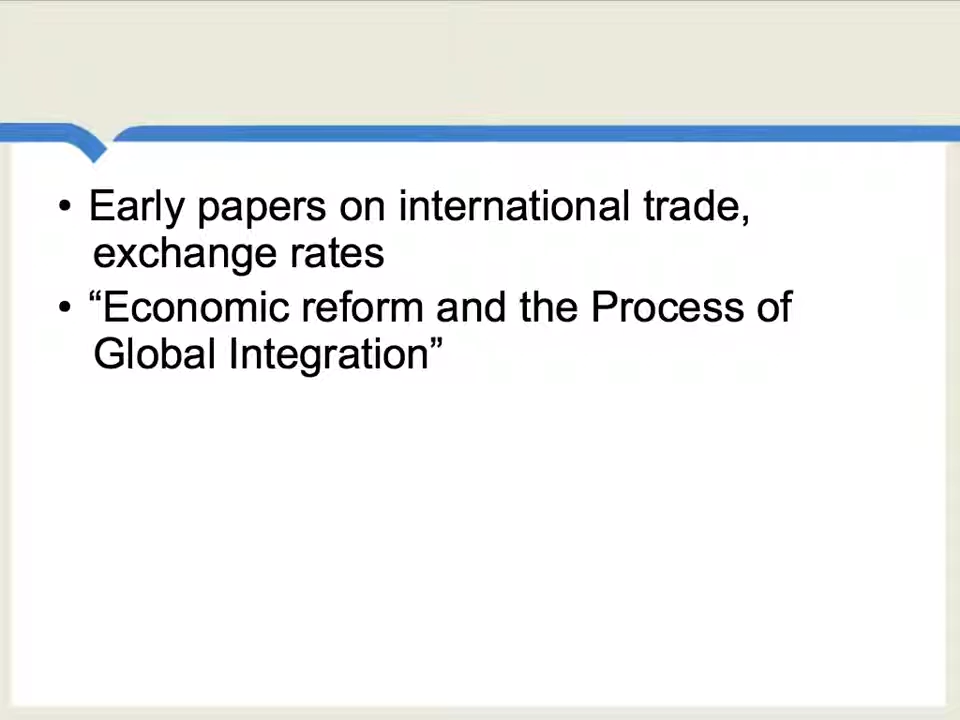 • Early papers on international trade,
exchange rates
• “Economic reform and the Process of
Global Integration”